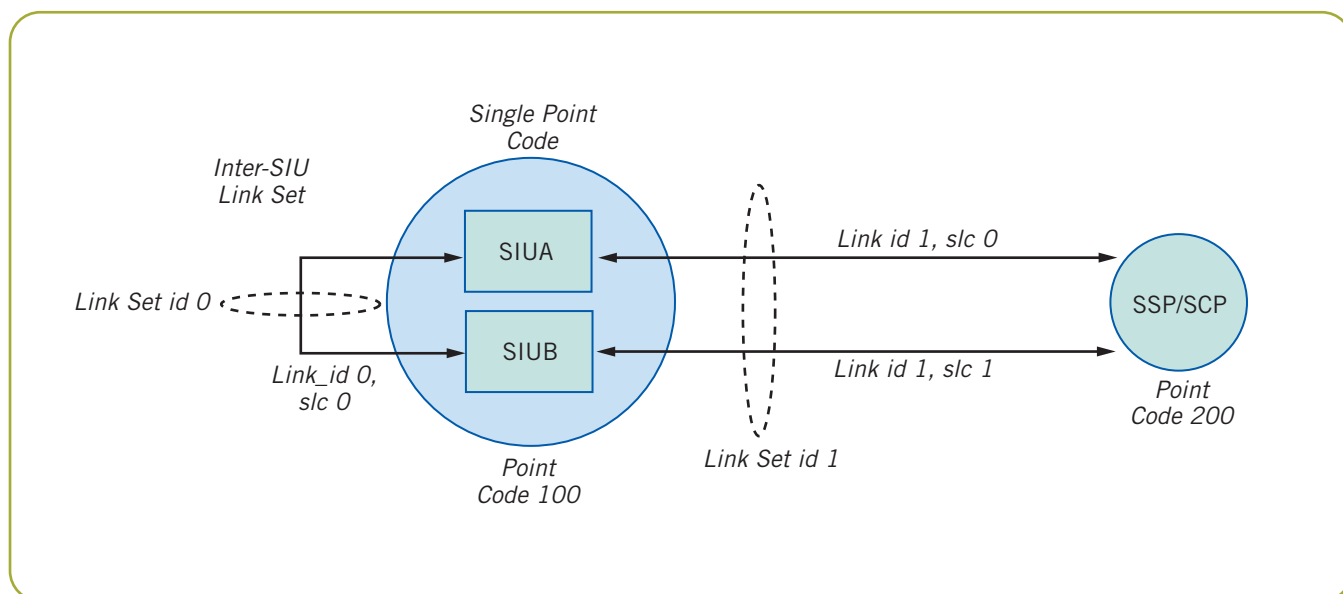 Single Point
Code
Inter-SIU
Link Set
SIUA
Link id 1, slc 0
Link Set id 0
SSP/SCP
SIUB
Link_id 0,
slc 0
Link id 1, slc 1
Point
Code 200
Link Set id 1
Point
Code 100